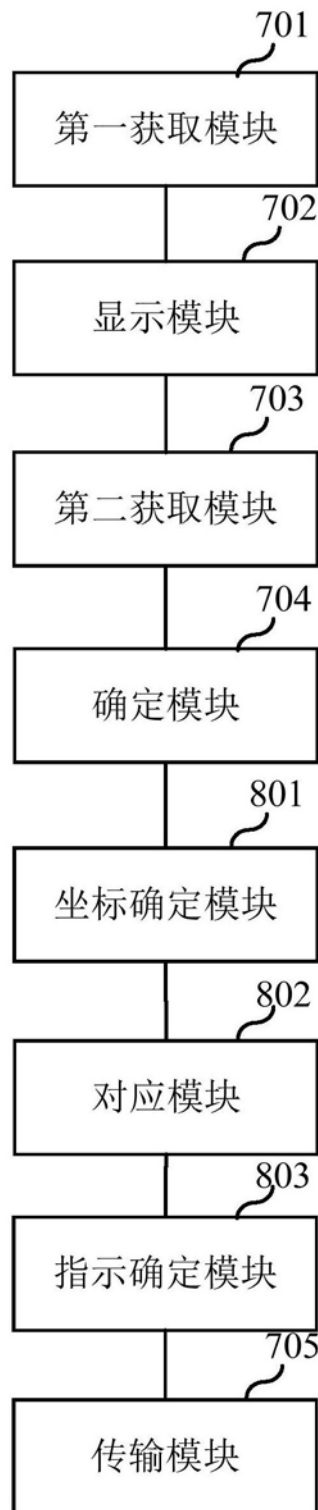 701
第一获取模块
702
显示模块
703
第二获取模块
704
确定模块
801
坐标确定模块
802
对应模块
803
指示确定模块
705
传输模块